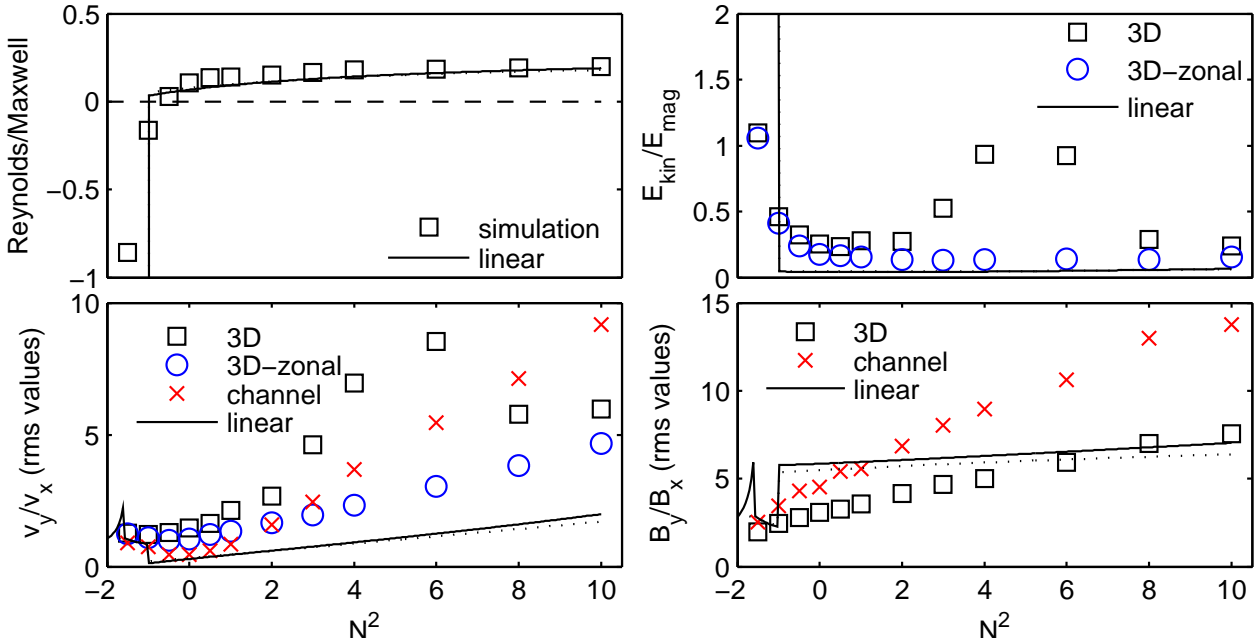 0.5
0
−0.5
−1
Reynolds/Maxwell
simulation
linear
2
1.5
1
0.5
0
E_kin/E_mag
3D
3D−zonal
linear
10
5
0
v_y/v_x (rms values)
3D
3D−zonal
channel
linear
−2 0 2 4 6 8 10
N^2
15
10
5
0
B_y/B_x (rms values)
3D
channel
linear
−2 0 2 4 6 8 10
N^2